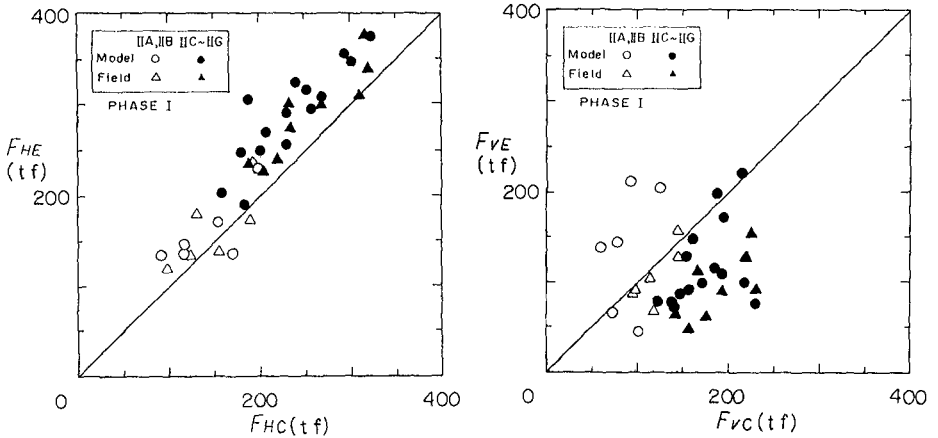 400
ⅡA,ⅡB ⅡC~ⅡG
Model ○ ●
Field △ ▲
PHASE I
FHE
(tf)
200
0 200 400
FHC(tf)
400
ⅡA,ⅡB ⅡC~ⅡG
Model ○ ●
Field △ ▲
PHASE I
FVE
(tf)
200
0 200 400
FVC(tf)